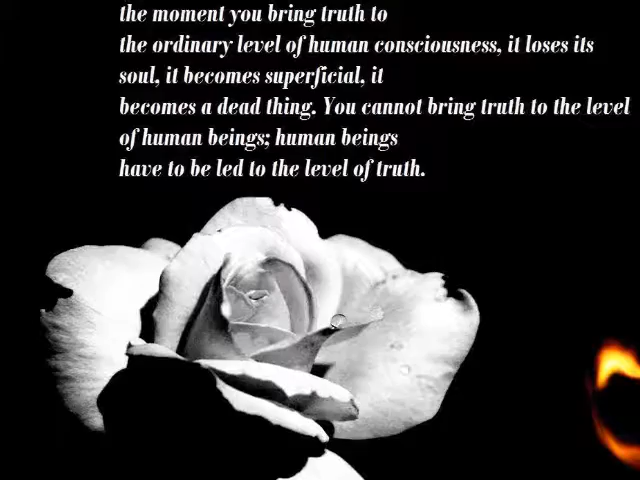 the moment you bring truth to
the ordinary level of human consciousness, it loses its
soul, it becomes superficial, it
becomes a dead thing. You cannot bring truth to the level
of human beings; human beings
have to be led to the level of truth.